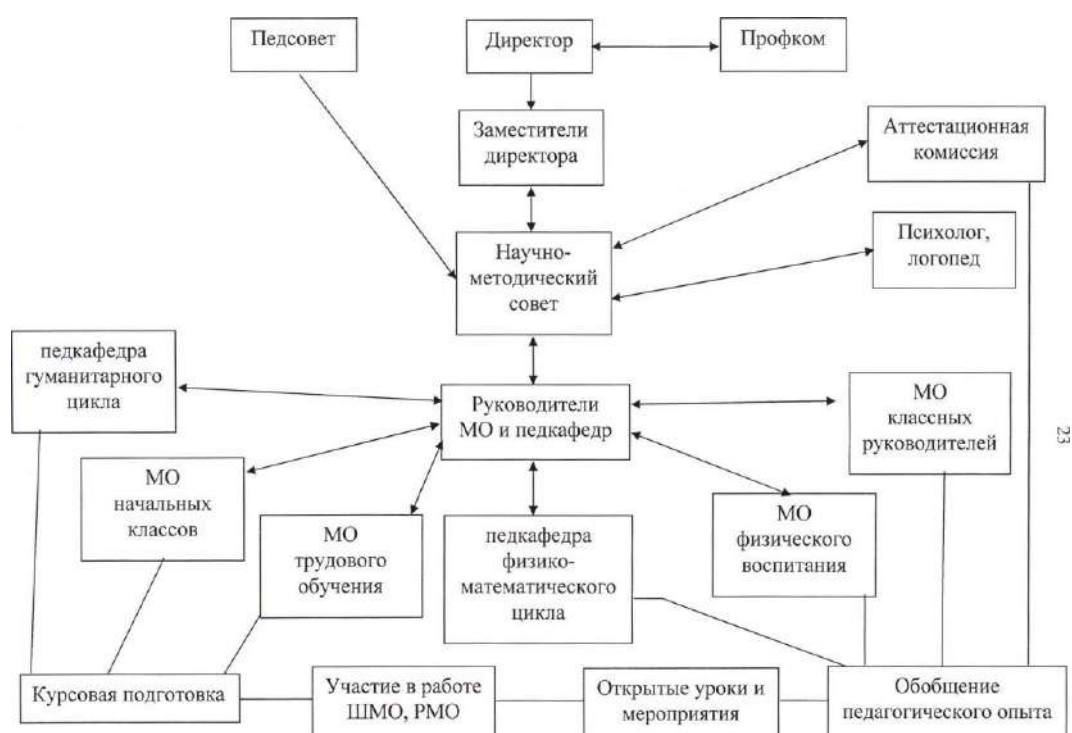 Педсовет
Директор
Профком
Заместители
директора
Аттестационная
комиссия
Научно-
методический
совет
Психолог,
логопед
педкафедра
гуманитарного
цикла
Руководители
МО и педкафедр
МО
классных
руководителей
23
МО
начальных
классов
МО
трудового
обучения
педкафедра
физико-
математического
цикла
МО
физического
воспитания
Курсовая подготовка
Участие в работе
ШМО, РМО
Открытые уроки и
мероприятия
Обобщение
педагогического опыта